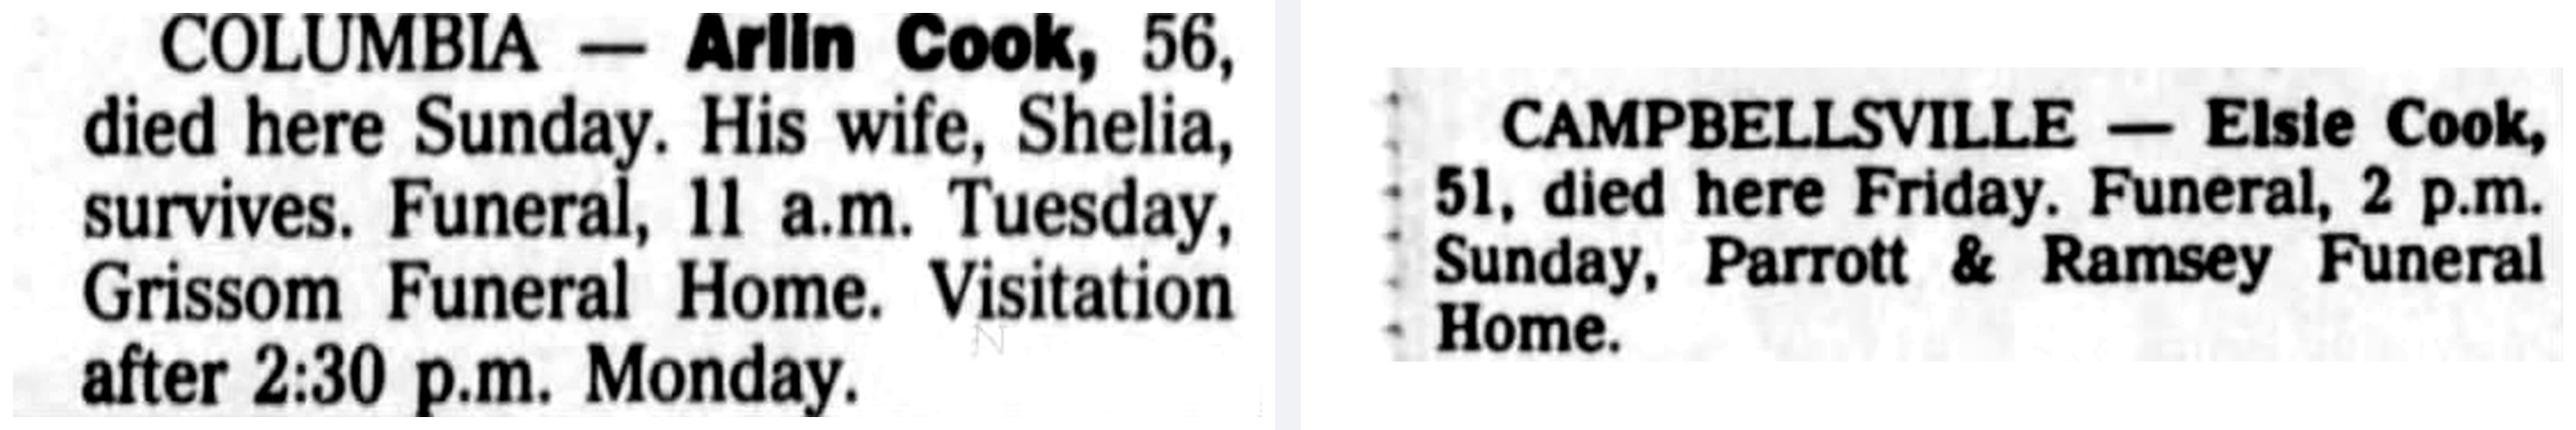 COLUMBIA — Arlin Cook, 56,
died here Sunday. His wife, Shelia,
survives. Funeral, 11 a.m. Tuesday,
Grissom Funeral Home. Visitation
after 2:30 p.m. Monday.
CAMPBELLSVILLE — Elsie Cook,
51, died here Friday. Funeral, 2 p.m.
Sunday, Parrott & Ramsey Funeral
Home.